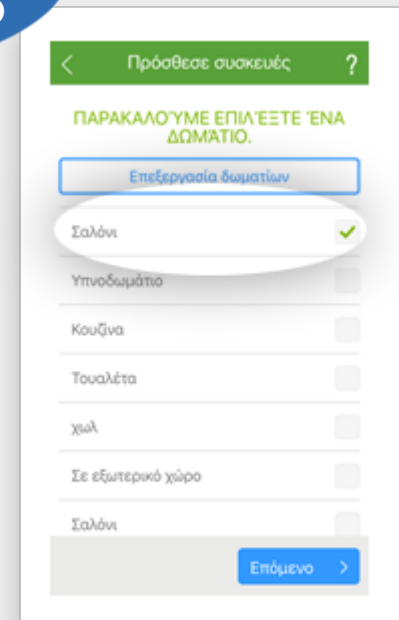 Πρόσθεσε συσκευές ?
ΠΑΡΑΚΑΛΟΎΜΕ ΕΠΙΛΈΞΤΕ ΈΝΑ
ΔΩΜΆΤΙΟ.
Επεξεργασία δωματίων
Σαλόνι
Υπνοδωμάτιο
Κουζίνα
Τουαλέτα
χωλ
Σε εξωτερικό χώρο
Σαλόνι
Επόμενο